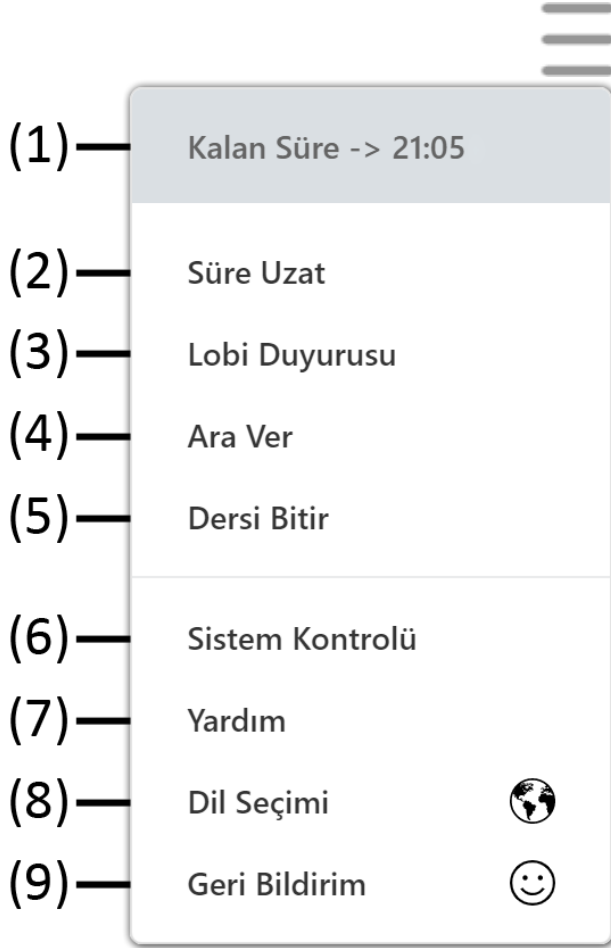 (1) Kalan Süre -> 21:05
(2) Süre Uzat
(3) Lobi Duyurusu
(4) Ara Ver
(5) Dersi Bitir
(6) Sistem Kontrolü
(7) Yardım
(8) Dil Seçimi
(9) Geri Bildirim